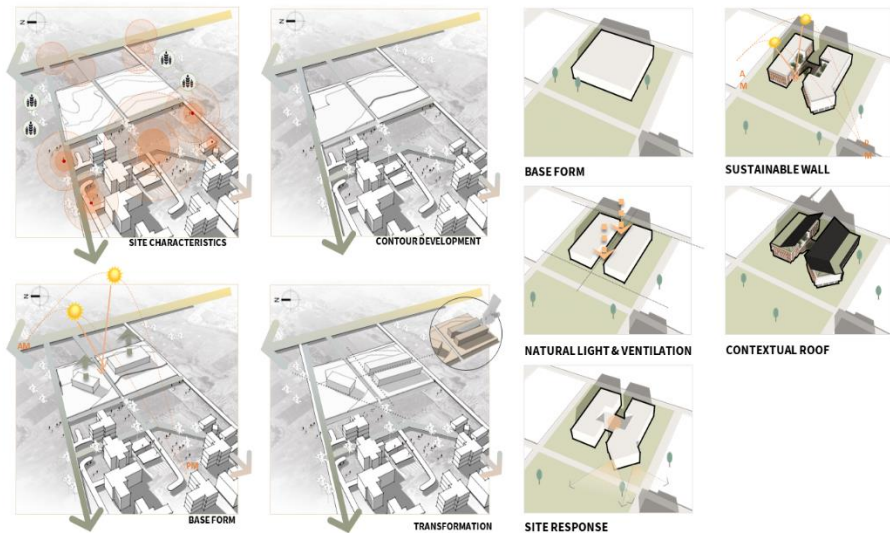 N
SITE CHARACTERISTICS
N
CONTOUR DEVELOPMENT
BASE FORM
AM
SUSTAINABLE WALL
NATURAL LIGHT & VENTILATION
CONTEXTUAL ROOF
N
AM
PM
BASE FORM
N
TRANSFORMATION
SITE RESPONSE